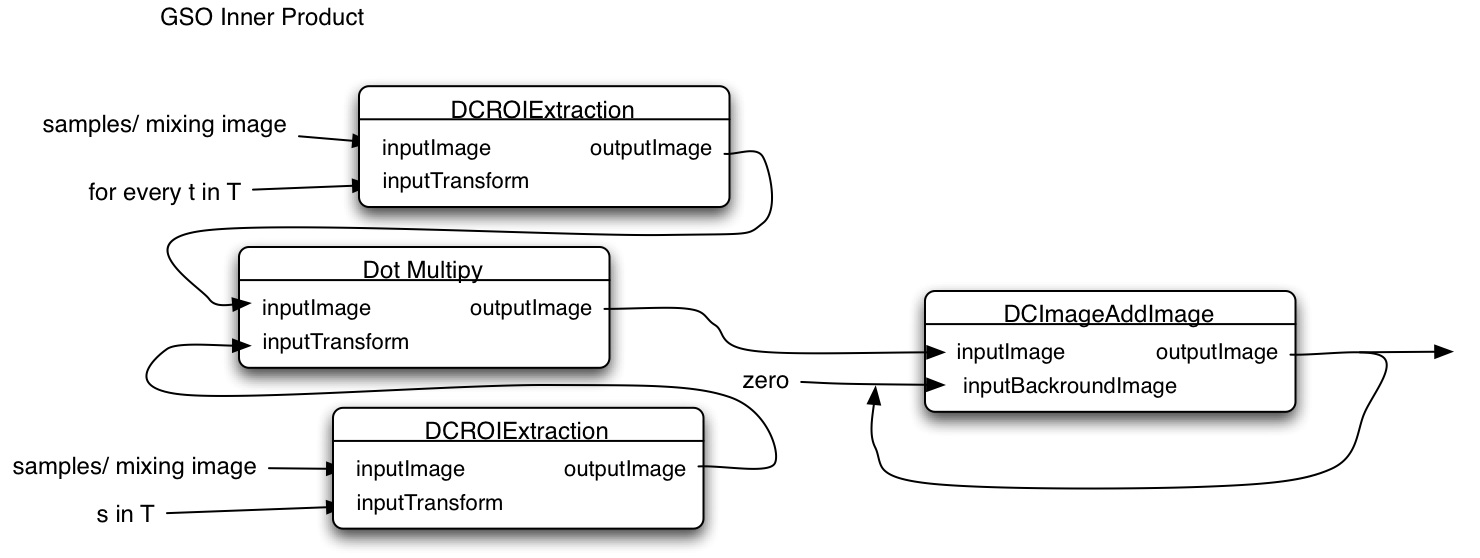 GSO Inner Product
DCROIExtraction
samples/ mixing image
inputImage
outputImage
for every t in T
inputTransform
Dot Multipy
inputImage
outputImage
inputTransform
DCImageAddImage
inputImage
outputImage
zero
inputBackroundImage
DCROIExtraction
samples/ mixing image
inputImage
outputImage
s in T
inputTransform